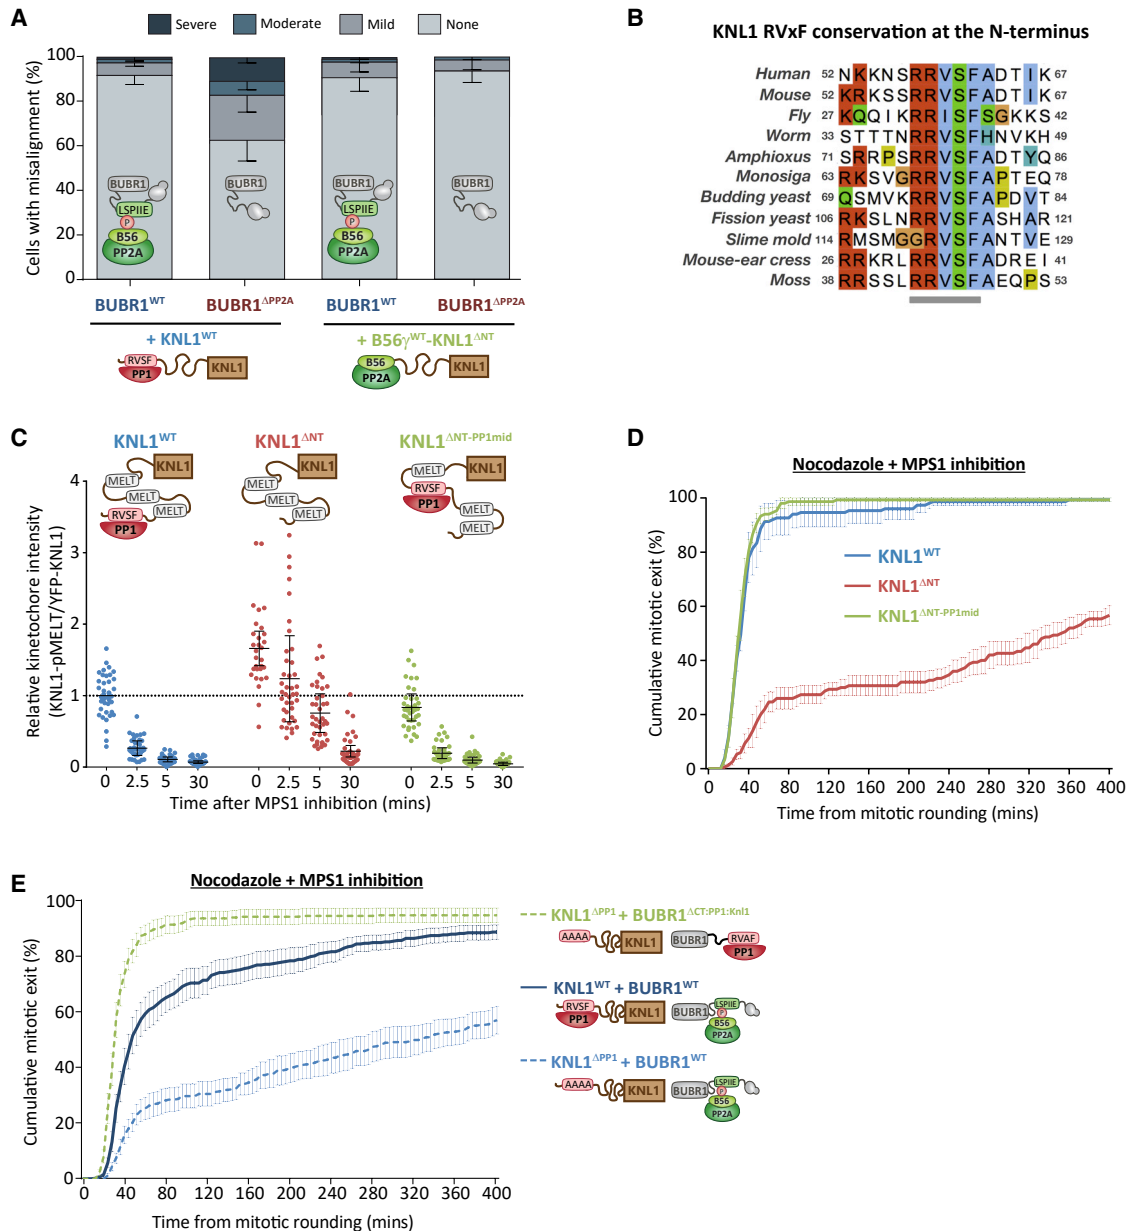 A
Severe Moderate Mild None
Cells with misalignment (%)
100
80
60
40
20
0
BUBR1 LSPIIE P B56 PP2A
BUBR1
BUBR1 LSPIIE P B56 PP2A
BUBR1
BUBR1WT BUBR1ΔPP2A BUBR1WT BUBR1ΔPP2A
+ KNL1WT + B56γWT-KNL1ΔNT
RVSF PP1 KNL1
B56 PP2A KNL1
B
KNL1 RVxF conservation at the N-terminus
Human 52 NKKNSRRVSFADTIK 67
Mouse 52 KRKSSRRVSFADTIK 67
Fly 27 KQQIKRRISFSGKKS 42
Worm 33 STTTNRRVSFHNVKH 49
Amphioxus 71 SRRPSRRVSFADTYQ 86
Monosiga 63 RKSVGRRVSFAPTEQ 78
Budding yeast 69 QSMVKRRVSFAPDVT 84
Fission yeast 106 RKSLNRRVSFASHAR 121
Slime mold 114 RMSMGGRVSFANTVE 129
Mouse-ear cress 26 RRKRLRRVSFADREI 41
Moss 38 RRSSLRRVSFAEQPS 53
C
KNL1WT KNL1ΔNT KNL1ΔNT-PP1mid
KNL1 MELT MELT MELT RVSF PP1
KNL1 MELT MELT MELT
KNL1 MELT RVSF PP1 MELT MELT
Relative kinetochore intensity
(KNL1-pMELT/YFP-KNL1)
4
3
2
1
0
0 2.5 5 30 0 2.5 5 30 0 2.5 5 30
Time after MPS1 inhibition (mins)
D
Nocodazole + MPS1 inhibition
Cumulative mitotic exit (%)
100
80
60
40
20
0
KNL1WT
KNL1ΔNT
KNL1ΔNT-PP1mid
0 40 80 120 160 200 240 280 320 360 400
Time from mitotic rounding (mins)
E
Nocodazole + MPS1 inhibition
Cumulative mitotic exit (%)
100
80
60
40
20
0
0 40 80 120 160 200 240 280 320 360 400
Time from mitotic rounding (mins)
KNL1ΔPP1 + BUBR1ΔCT:PP1:Knl1
AAAA KNL1 BUBR1 RVAF PP1
KNL1WT + BUBR1WT
RVSF PP1 KNL1 BUBR1 LSPIIE P B56 PP2A
KNL1ΔPP1 + BUBR1WT
AAAA KNL1 BUBR1 LSPIIE P B56 PP2A